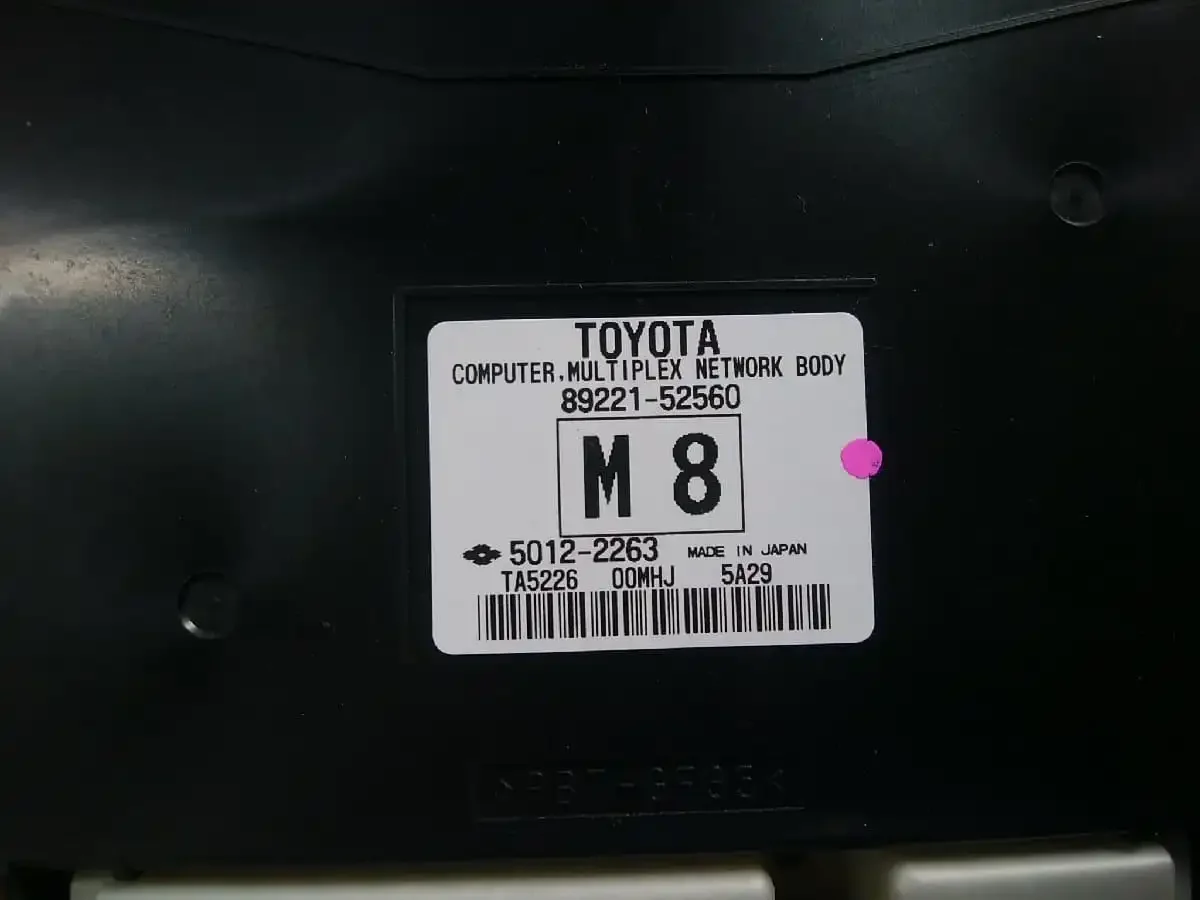 TOYOTA
COMPUTER.MULTIPLEX NETWORK BODY
89221-52560
M 8
5012-2263 MADE IN JAPAN
TA5226 00MHJ 5A29